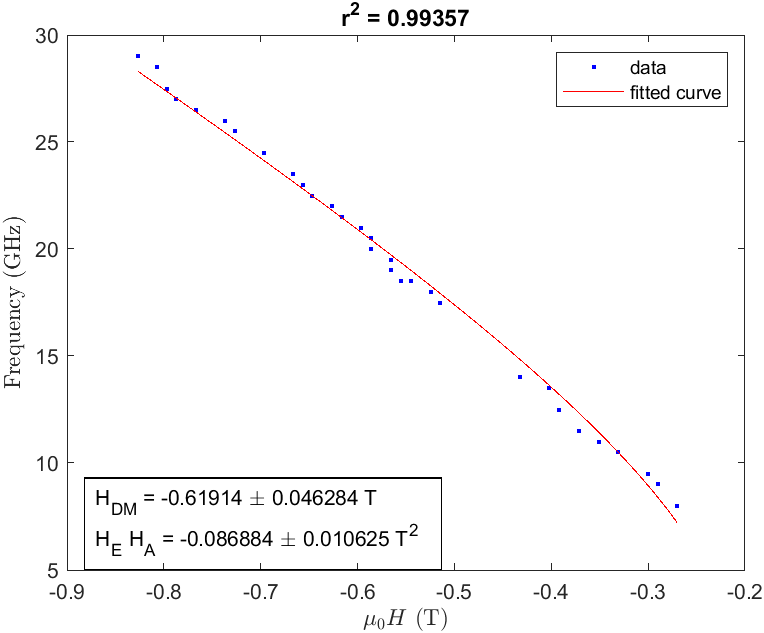 r² = 0.99357
data
fitted curve
Frequency (GHz)
30
25
20
15
10
5
H_DM = -0.61914 ± 0.046284 T
H_E H_A = -0.086884 ± 0.010625 T²
-0.9 -0.8 -0.7 -0.6 -0.5 -0.4 -0.3 -0.2
μ₀H (T)